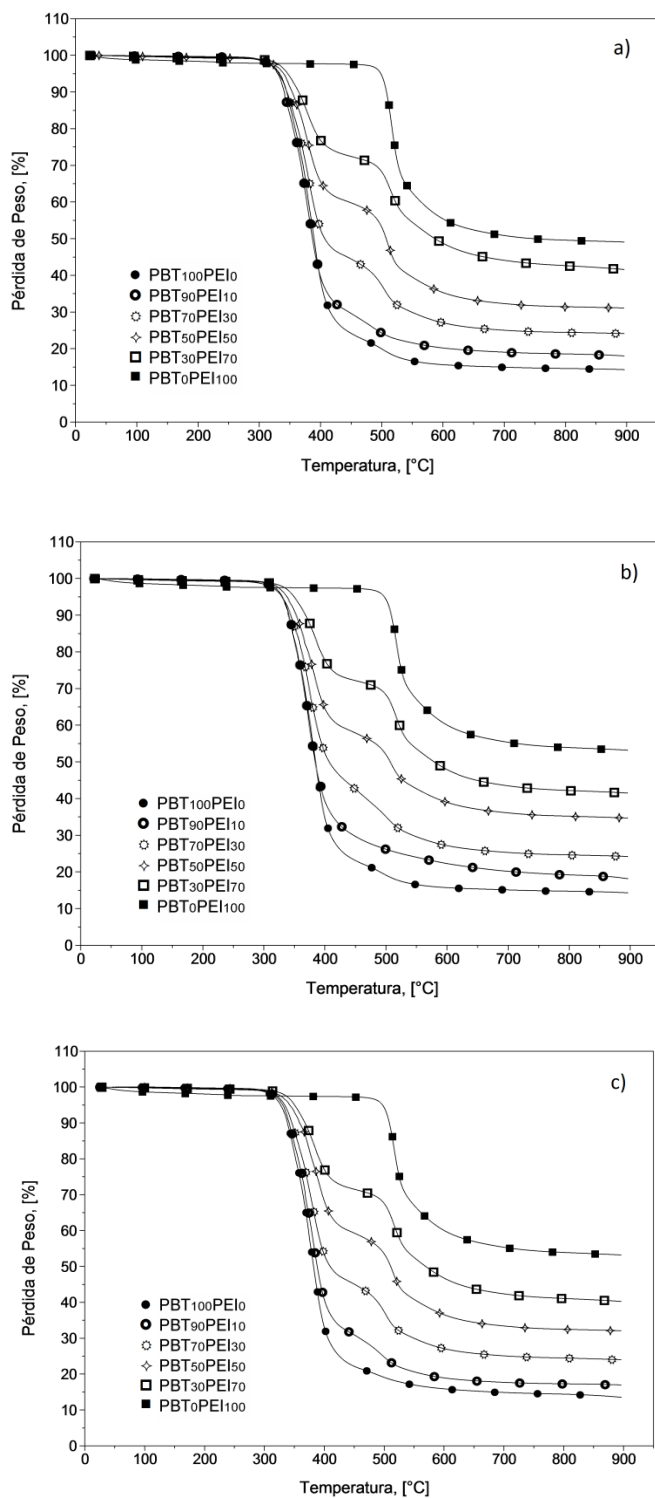 110
a)
100
90
80
70
60
50
40
30
20
10
0
Pérdida de Peso, [%]
PBT100PEI0
PBT90PEI10
PBT70PEI30
PBT50PEI50
PBT30PEI70
PBT0PEI100
0 100 200 300 400 500 600 700 800 900
Temperatura, [°C]
110
b)
100
90
80
70
60
50
40
30
20
10
0
Pérdida de Peso, [%]
PBT100PEI0
PBT90PEI10
PBT70PEI30
PBT50PEI50
PBT30PEI70
PBT0PEI100
0 100 200 300 400 500 600 700 800 900
Temperatura, [°C]
110
c)
100
90
80
70
60
50
40
30
20
10
0
Pérdida de Peso, [%]
PBT100PEI0
PBT90PEI10
PBT70PEI30
PBT50PEI50
PBT30PEI70
PBT0PEI100
0 100 200 300 400 500 600 700 800 900
Temperatura, [°C]